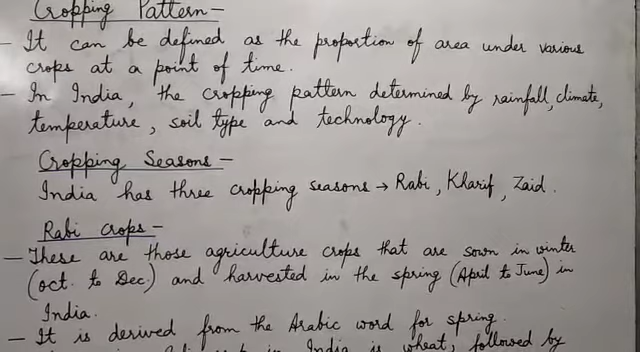 Cropping Pattern -
- It can be defined as the proportion of area under various
crops at a point of time.
- In India, the cropping pattern determined by rainfall, climate,
temperature, soil type and technology.
Cropping Seasons -
India has three cropping seasons → Rabi, Kharif, Zaid.
Rabi crops -
- These are those agriculture crops that are sown in winter
(oct. to Dec.) and harvested in the spring (April to June) in
India.
- It is derived from the Arabic word for spring.
in India is wheat, followed by